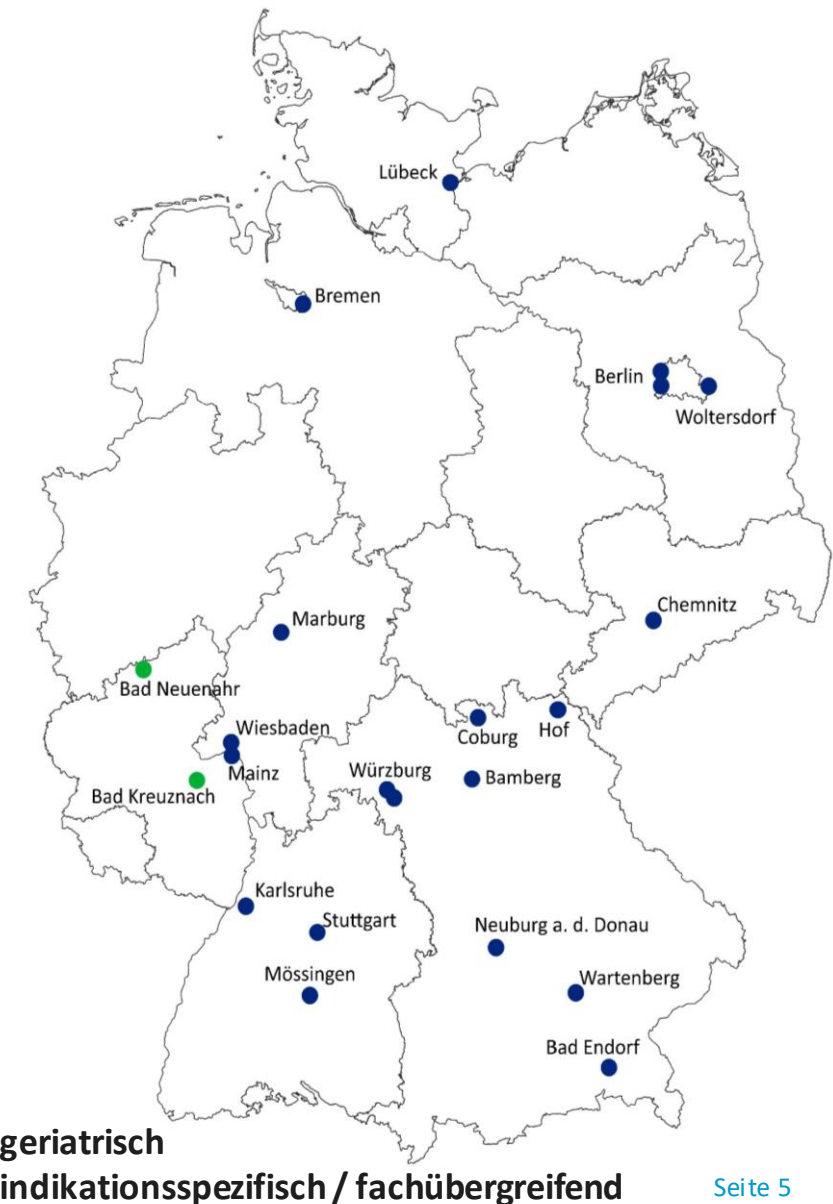 Lübeck
Bremen
Berlin
Woltersdorf
Chemnitz
Marburg
Bad Neuenahr
Wiesbaden
Mainz
Bad Kreuznach
Coburg
Hof
Würzburg
Bamberg
Karlsruhe
Stuttgart
Mössingen
Neuburg a. d. Donau
Wartenberg
Bad Endorf
geriatrisch
indikationsspezifisch / fachübergreifend
Seite 5